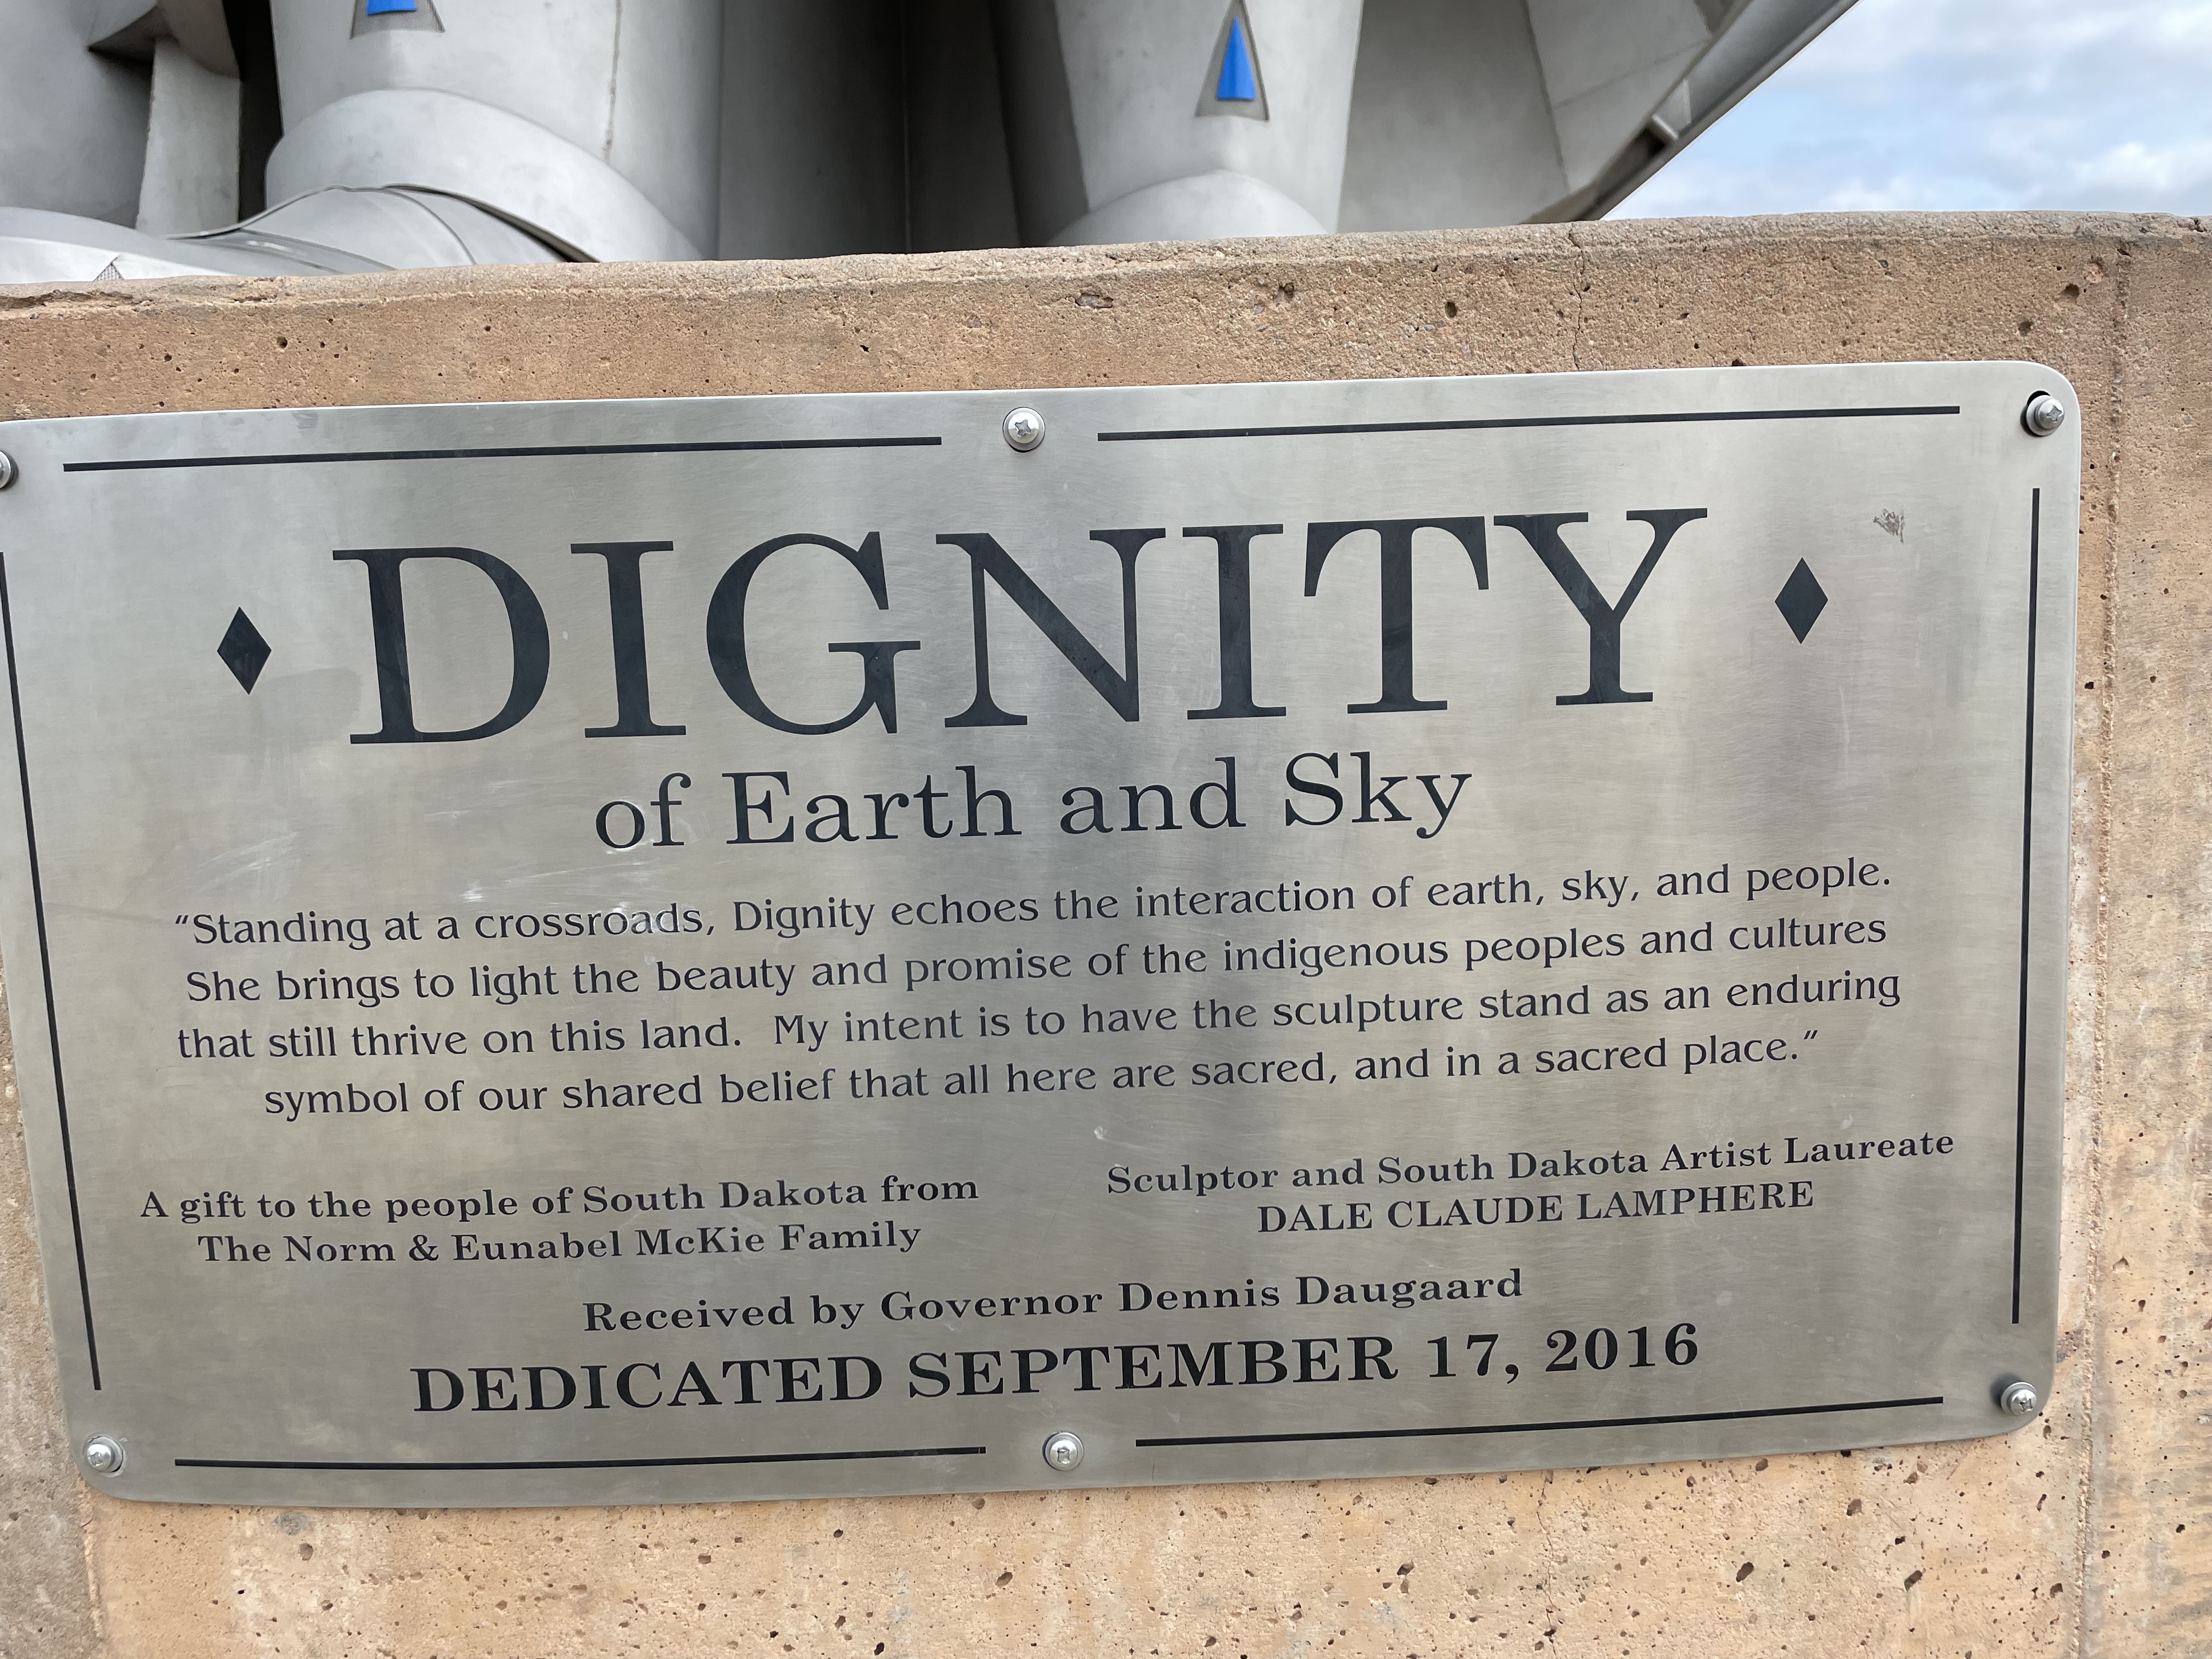 DIGNITY
of Earth and Sky
“Standing at a crossroads, Dignity echoes the interaction of earth, sky, and people.
She brings to light the beauty and promise of the indigenous peoples and cultures
that still thrive on this land. My intent is to have the sculpture stand as an enduring
symbol of our shared belief that all here are sacred, and in a sacred place.”
A gift to the people of South Dakota from
The Norm & Eunabel McKie Family
Sculptor and South Dakota Artist Laureate
DALE CLAUDE LAMPHERE
Received by Governor Dennis Daugaard
DEDICATED SEPTEMBER 17, 2016